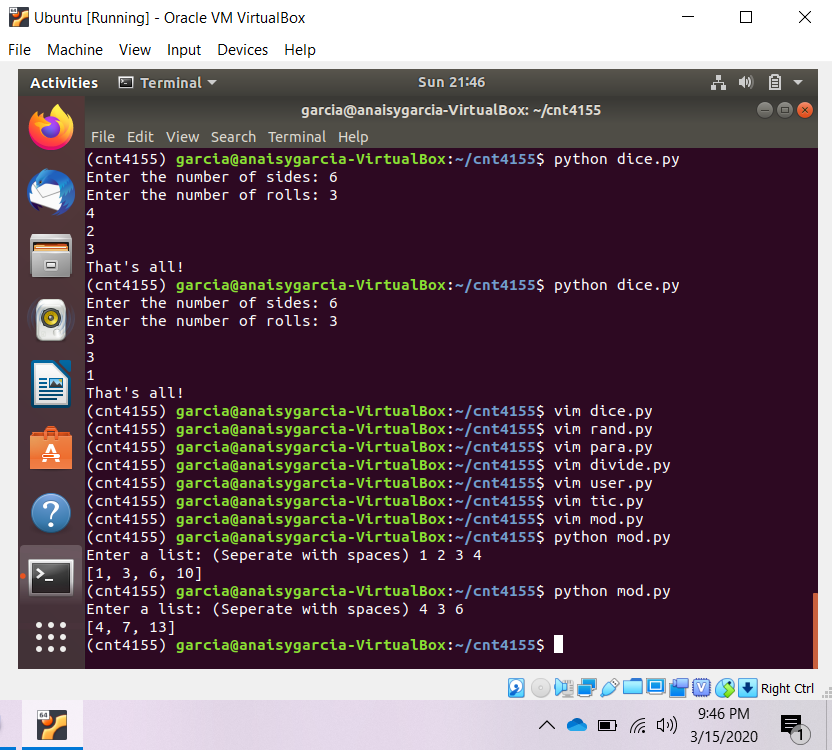 Ubuntu [Running] - Oracle VM VirtualBox
File Machine View Input Devices Help
Activities Terminal Sun 21:46
garcia@anaisygarcia-VirtualBox: ~/cnt4155
File Edit View Search Terminal Help
(cnt4155) garcia@anaisygarcia-VirtualBox:~/cnt4155$ python dice.py
Enter the number of sides: 6
Enter the number of rolls: 3
4
2
3
That's all!
(cnt4155) garcia@anaisygarcia-VirtualBox:~/cnt4155$ python dice.py
Enter the number of sides: 6
Enter the number of rolls: 3
3
3
1
That's all!
(cnt4155) garcia@anaisygarcia-VirtualBox:~/cnt4155$ vim dice.py
(cnt4155) garcia@anaisygarcia-VirtualBox:~/cnt4155$ vim rand.py
(cnt4155) garcia@anaisygarcia-VirtualBox:~/cnt4155$ vim para.py
(cnt4155) garcia@anaisygarcia-VirtualBox:~/cnt4155$ vim divide.py
(cnt4155) garcia@anaisygarcia-VirtualBox:~/cnt4155$ vim user.py
(cnt4155) garcia@anaisygarcia-VirtualBox:~/cnt4155$ vim tic.py
(cnt4155) garcia@anaisygarcia-VirtualBox:~/cnt4155$ vim mod.py
(cnt4155) garcia@anaisygarcia-VirtualBox:~/cnt4155$ python mod.py
Enter a list: (Seperate with spaces) 1 2 3 4
[1, 3, 6, 10]
(cnt4155) garcia@anaisygarcia-VirtualBox:~/cnt4155$ python mod.py
Enter a list: (Seperate with spaces) 4 3 6
[4, 7, 13]
(cnt4155) garcia@anaisygarcia-VirtualBox:~/cnt4155$
Right Ctrl
64
9:46 PM
3/15/2020
1